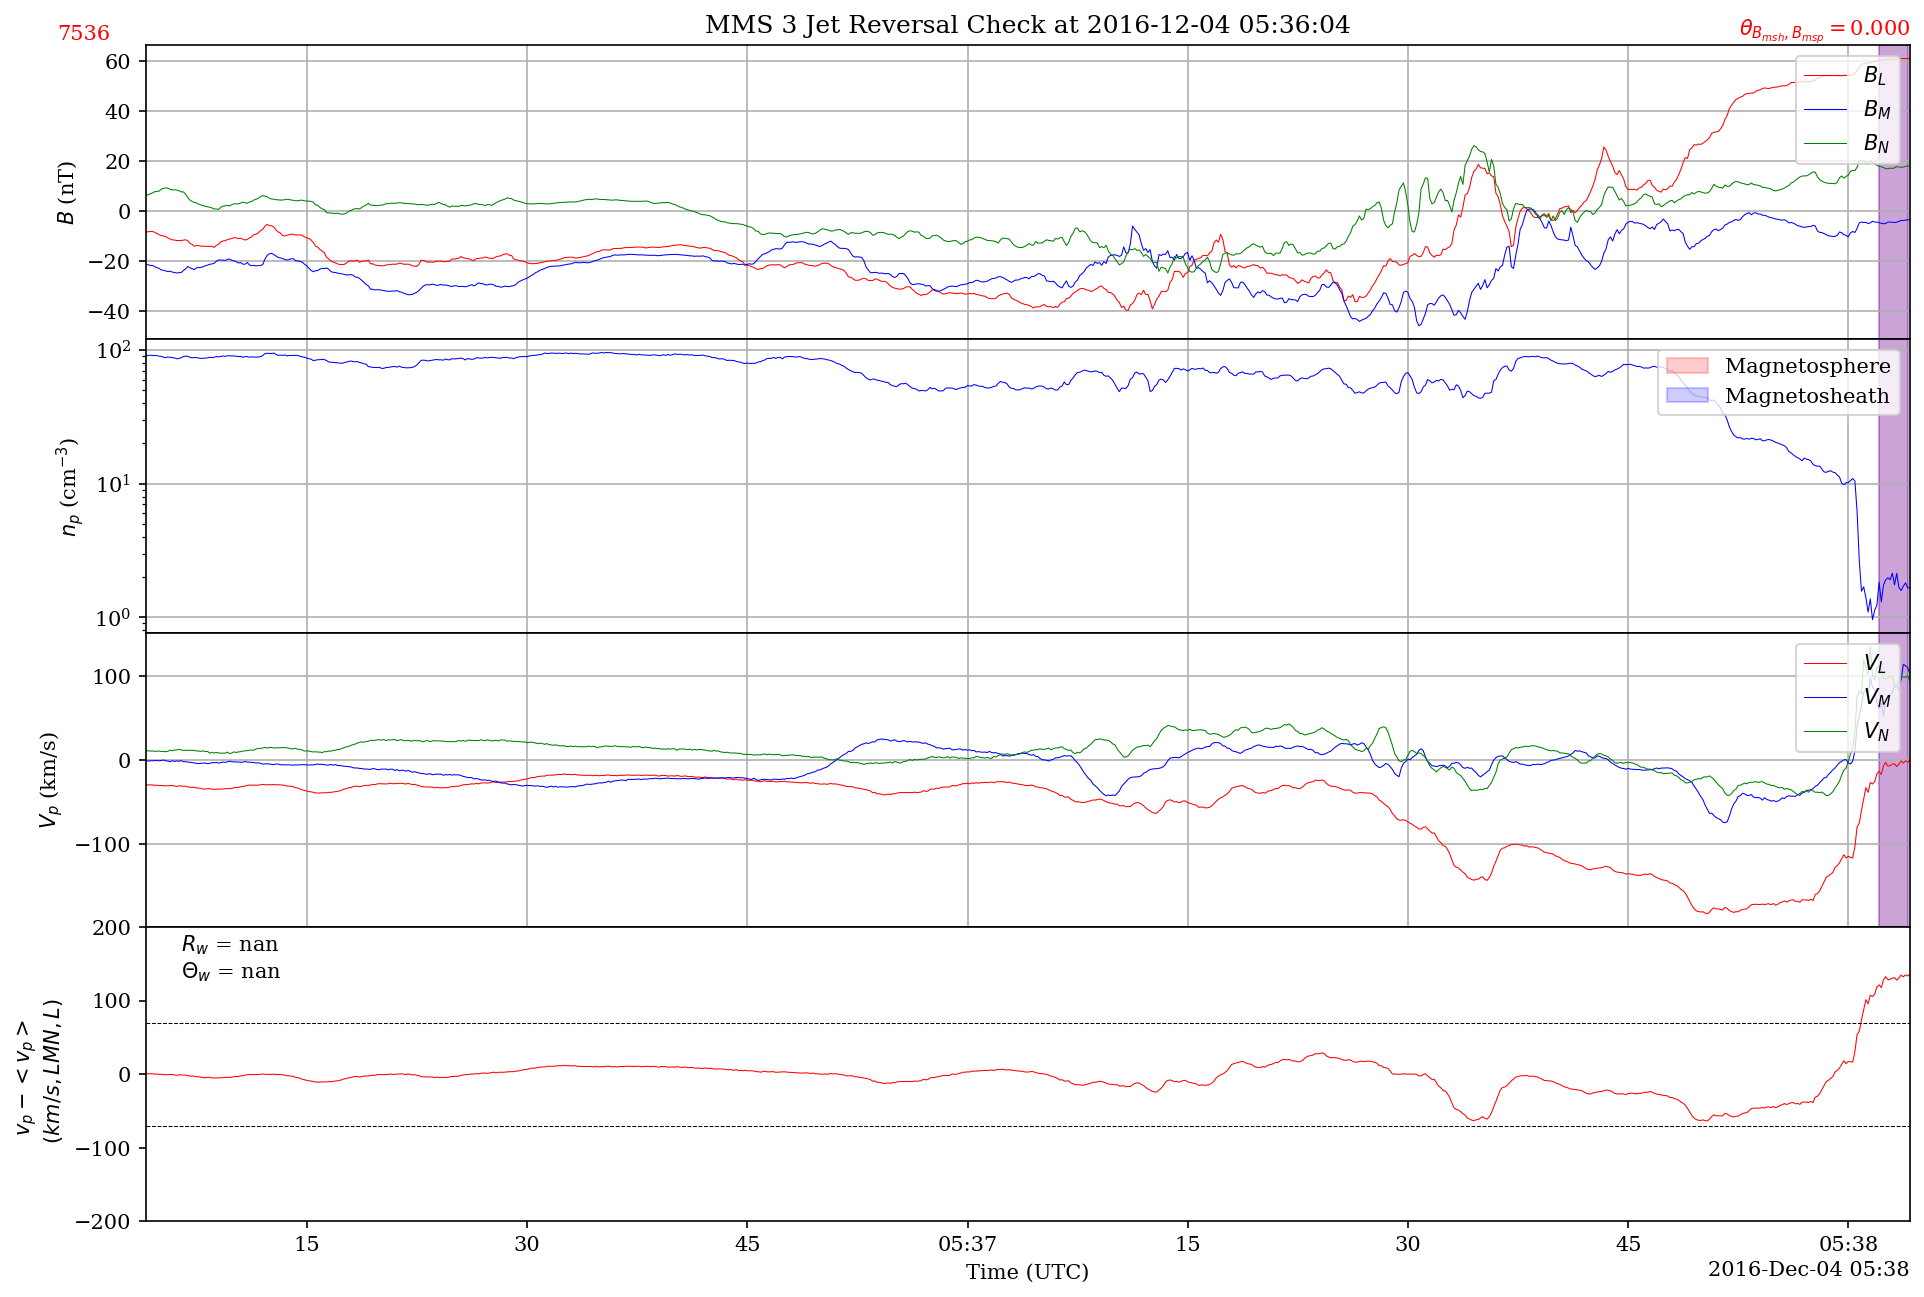 MMS 3 Jet Reversal Check at 2016-12-04 05:36:04
7536
θ_{B_{msh}, B_{msp}} = 0.000
B (nT)
60
40
20
0
−20
−40
B_L
B_M
B_N
n_p (cm^{−3})
10^2
10^1
10^0
Magnetosphere
Magnetosheath
V_p (km/s)
100
0
−100
V_L
V_M
V_N
v_p − < v_p >
(km/s, LMN, L)
200
100
0
−100
−200
R_w = nan
Θ_w = nan
15
30
45
05:37
15
30
45
05:38
Time (UTC)
2016-Dec-04 05:38